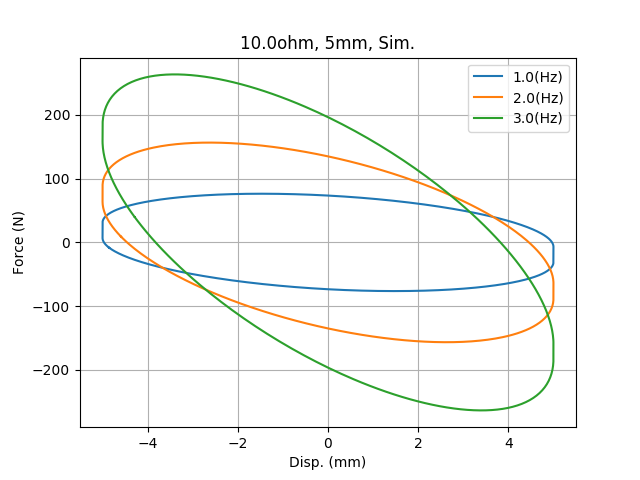 10.0ohm, 5mm, Sim.
1.0(Hz)
2.0(Hz)
3.0(Hz)
Force (N)
200
100
0
−100
−200
−4
−2
0
2
4
Disp. (mm)